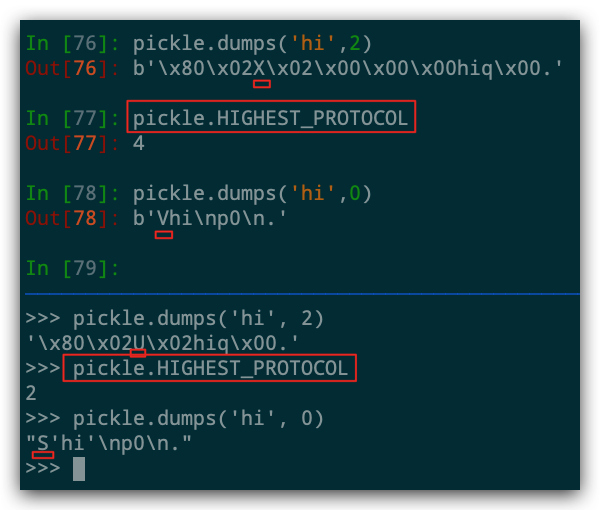 In [76]: pickle.dumps('hi',2)
Out[76]: b'\x80\x02X\x02\x00\x00\x00hiq\x00.'
In [77]: pickle.HIGHEST_PROTOCOL
Out[77]: 4
In [78]: pickle.dumps('hi',0)
Out[78]: b'Vhi\np0\n.'
In [79]:
>>> pickle.dumps('hi', 2)
'\x80\x02U\x02hiq\x00.'
>>> pickle.HIGHEST_PROTOCOL
2
>>> pickle.dumps('hi', 0)
"S'hi'\np0\n."
>>>